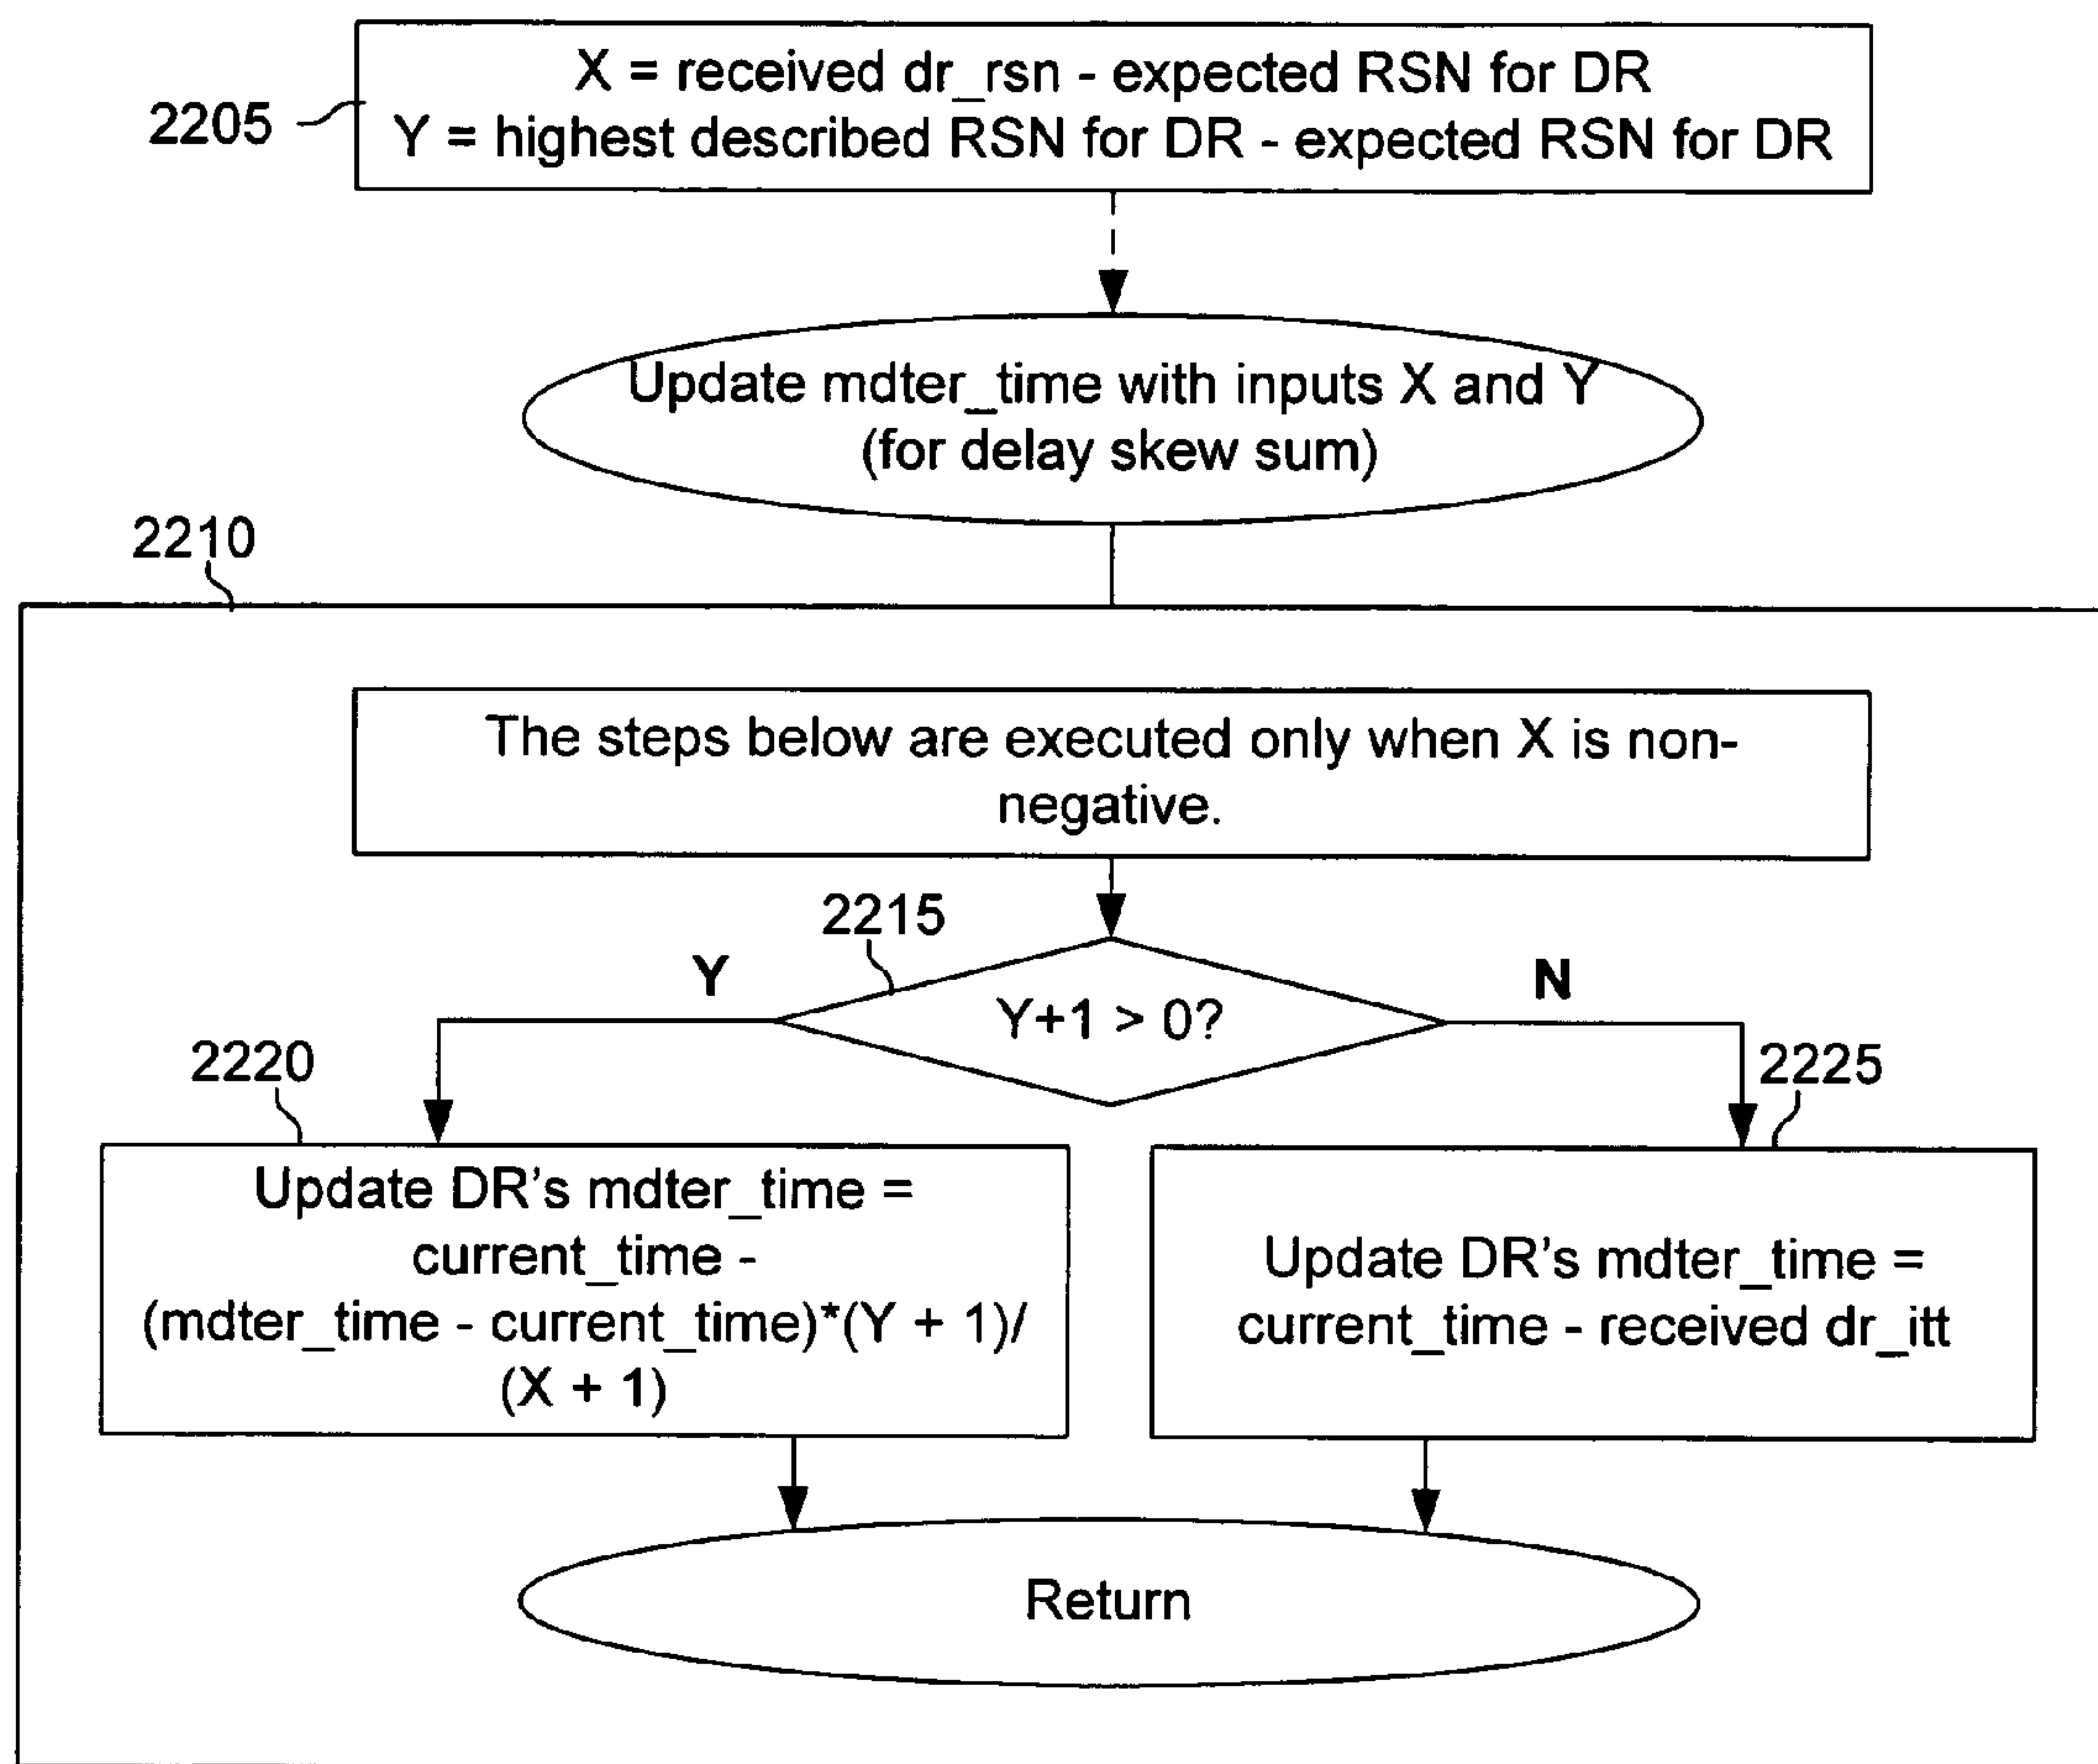 X = received dr_rsn - expected RSN for DR
2205
Y = highest described RSN for DR - expected RSN for DR
Update mdter_time with inputs X and Y
(for delay skew sum)
2210
The steps below are executed only when X is non-
negative.
2215
Y
N
Y+1 > 0?
2220
2225
Update DR's mdter_time =
current_time -
(mdter_time - current_time)*(Y + 1)/
(X + 1)
Update DR's mdter_time =
current_time - received dr_itt
Return